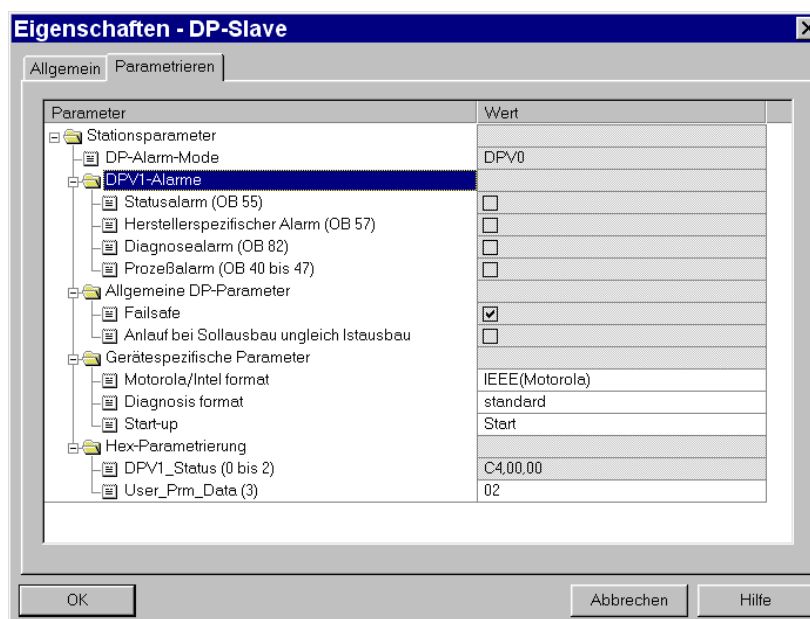 Eigenschaften - DP-Slave
Allgemein Parametrieren
Parameter Wert
Stationsparameter
DP-Alarm-Mode DPV0
DPV1-Alarme
Statusalarm (OB 55)
Herstellerspezifischer Alarm (OB 57)
Diagnosealarm (OB 82)
Prozeßalarm (OB 40 bis 47)
Allgemeine DP-Parameter
Failsafe
Anlauf bei Sollausbau ungleich Istausbau
Gerätespezifische Parameter
Motorola/Intel format IEEE(Motorola)
Diagnosis format standard
Start-up Start
Hex-Parametrierung
DPV1_Status (0 bis 2) C4,00,00
User_Prm_Data (3) 02
OK Abbrechen Hilfe